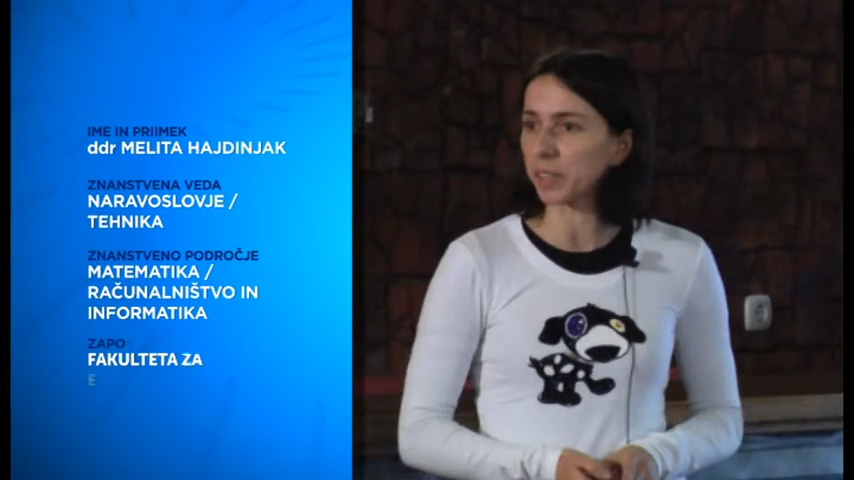 IME IN PRIIMEK
ddr MELITA HAJDINJAK
ZNANSTVENA VEDA
NARAVOSLOVJE /
TEHNIKA
ZNANSTVENO PODROČJE
MATEMATIKA /
RAČUNALNIŠTVO IN
INFORMATIKA
ZAPO
FAKULTETA ZA
E